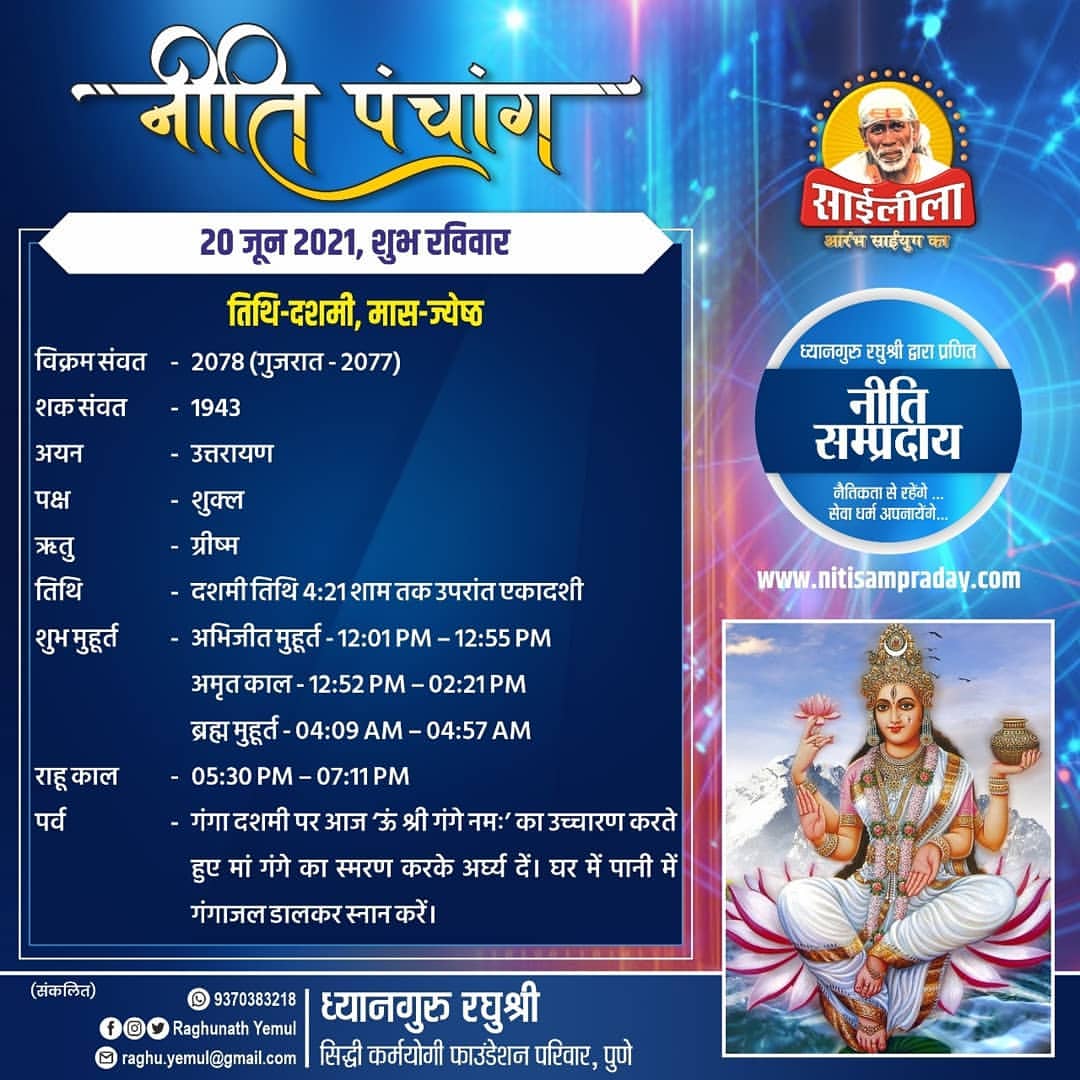 नीति पंचांग
साईलीला
आरंभ साईयुग का
20 जून 2021, शुभ रविवार
तिथि-दशमी, मास-ज्येष्ठ
विक्रम संवत - 2078 (गुजरात - 2077)
शक संवत - 1943
अयन - उत्तरायण
पक्ष - शुक्ल
ऋतु - ग्रीष्म
तिथि - दशमी तिथि 4:21 शाम तक उपरांत एकादशी
शुभ मुहूर्त - अभिजीत मुहूर्त - 12:01 PM – 12:55 PM
अमृत काल - 12:52 PM – 02:21 PM
ब्रह्म मुहूर्त - 04:09 AM – 04:57 AM
राहू काल - 05:30 PM – 07:11 PM
पर्व - गंगा दशमी पर आज ‘ऊं श्री गंगे नमः’ का उच्चारण करते
हुए मां गंगे का स्मरण करके अर्घ्य दें। घर में पानी में
गंगाजल डालकर स्नान करें।
ध्यानगुरु रघुश्री द्वारा प्रणित
नीति
सम्प्रदाय
नैतिकता से रहेंगे ...
सेवा धर्म अपनायेंगे...
www.nitisampraday.com
(संकलित)
9370383218
Raghunath Yemul
raghu.yemul@gmail.com
ध्यानगुरु रघुश्री
सिद्धी कर्मयोगी फाउंडेशन परिवार, पुणे